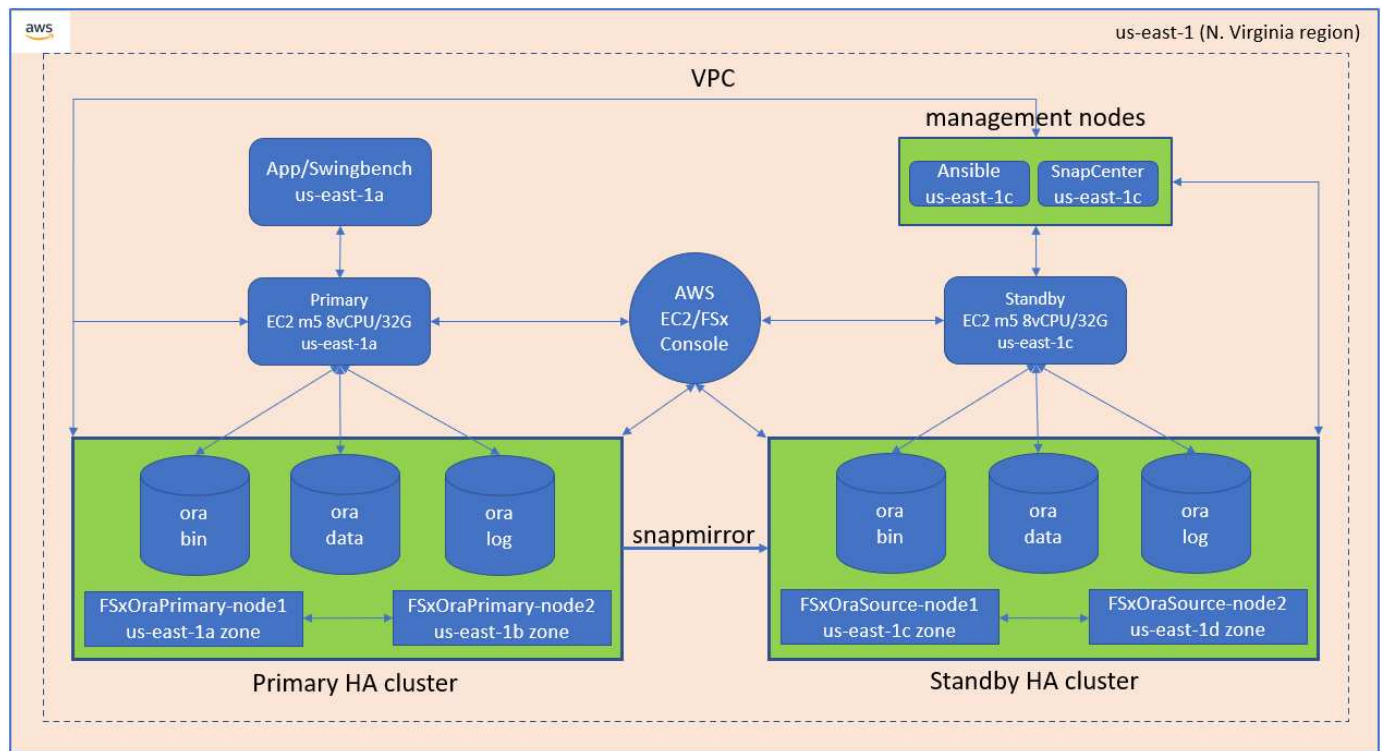 aws
us-east-1 (N. Virginia region)
VPC
management nodes
App/Swingbench
us-east-1a
Ansible
us-east-1c
SnapCenter
us-east-1c
Primary
EC2 m5 8vCPU/32G
us-east-1a
AWS
EC2/FSx
Console
Standby
EC2 m5 8vCPU/32G
us-east-1c
ora
bin
ora
data
ora
log
snapmirror
ora
bin
ora
data
ora
log
FSxOraPrimary-node1
us-east-1a zone
FSxOraPrimary-node2
us-east-1b zone
FSxOraSource-node1
us-east-1c zone
FSxOraSource-node2
us-east-1d zone
Primary HA cluster
Standby HA cluster